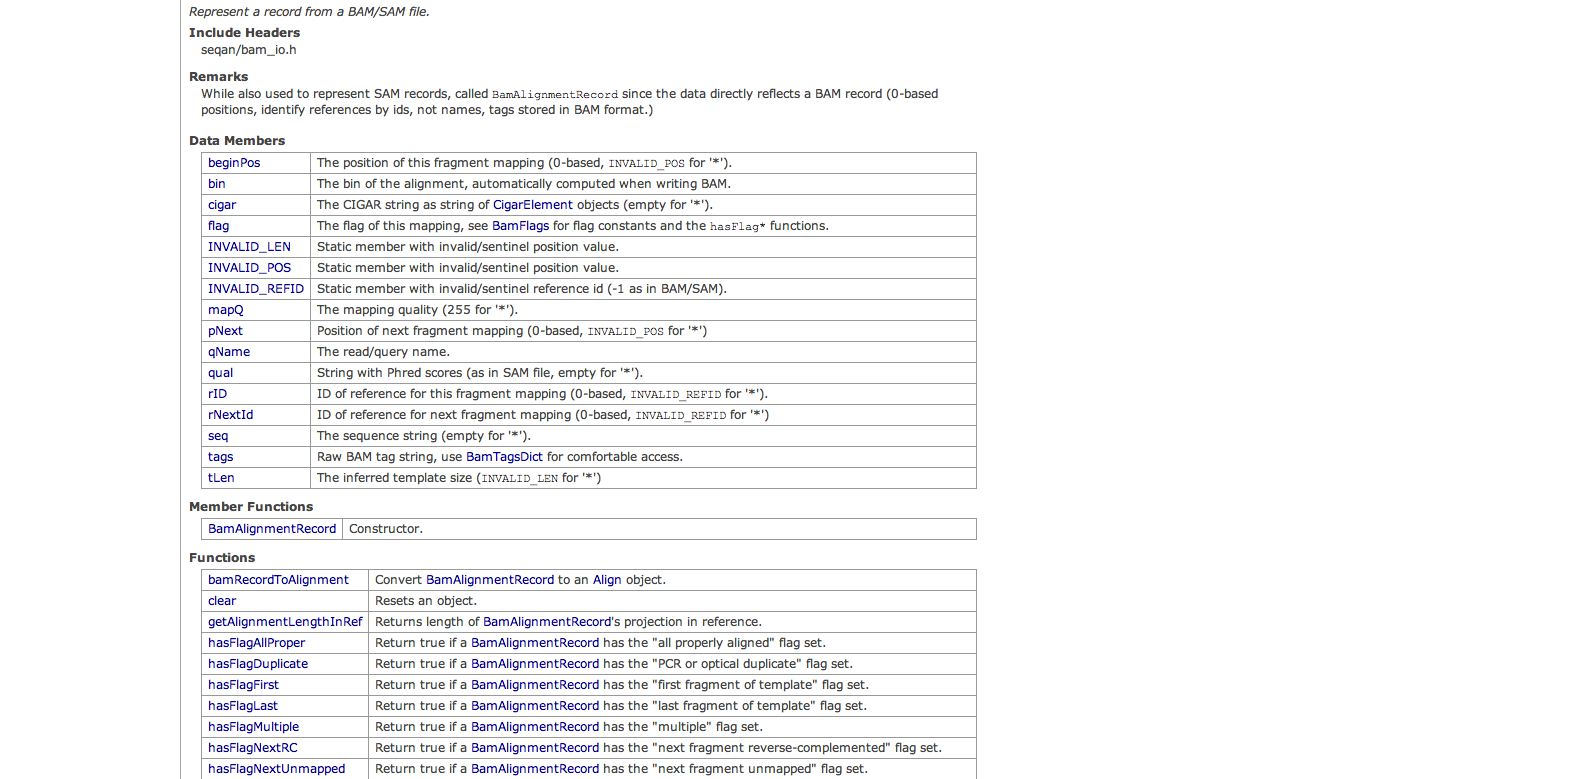 Represent a record from a BAM/SAM file.
Include Headers
seqan/bam_io.h
Remarks
While also used to represent SAM records, called BamAlignmentRecord since the data directly reflects a BAM record (0-based
positions, identify references by ids, not names, tags stored in BAM format.)
Data Members
beginPos The position of this fragment mapping (0-based, INVALID_POS for '*').
bin The bin of the alignment, automatically computed when writing BAM.
cigar The CIGAR string as string of CigarElement objects (empty for '*').
flag The flag of this mapping, see BamFlags for flag constants and the hasFlag* functions.
INVALID_LEN Static member with invalid/sentinel position value.
INVALID_POS Static member with invalid/sentinel position value.
INVALID_REFID Static member with invalid/sentinel reference id (-1 as in BAM/SAM).
mapQ The mapping quality (255 for '*').
pNext Position of next fragment mapping (0-based, INVALID_POS for '*')
qName The read/query name.
qual String with Phred scores (as in SAM file, empty for '*').
rID ID of reference for this fragment mapping (0-based, INVALID_REFID for '*').
rNextId ID of reference for next fragment mapping (0-based, INVALID_REFID for '*')
seq The sequence string (empty for '*').
tags Raw BAM tag string, use BamTagsDict for comfortable access.
tLen The inferred template size (INVALID_LEN for '*')
Member Functions
BamAlignmentRecord Constructor.
Functions
bamRecordToAlignment Convert BamAlignmentRecord to an Align object.
clear Resets an object.
getAlignmentLengthInRef Returns length of BamAlignmentRecord's projection in reference.
hasFlagAllProper Return true if a BamAlignmentRecord has the "all properly aligned" flag set.
hasFlagDuplicate Return true if a BamAlignmentRecord has the "PCR or optical duplicate" flag set.
hasFlagFirst Return true if a BamAlignmentRecord has the "first fragment of template" flag set.
hasFlagLast Return true if a BamAlignmentRecord has the "last fragment of template" flag set.
hasFlagMultiple Return true if a BamAlignmentRecord has the "multiple" flag set.
hasFlagNextRC Return true if a BamAlignmentRecord has the "next fragment reverse-complemented" flag set.
hasFlagNextUnmapped Return true if a BamAlignmentRecord has the "next fragment unmapped" flag set.